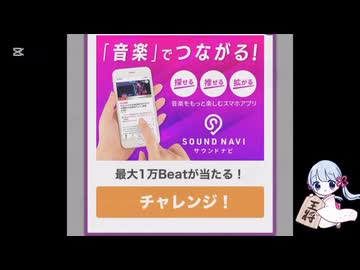 「音楽」でつながる!
探せる 推せる 拡がる
音楽をもっと楽しむスマホアプリ
SOUND NAVI
サウンドナビ
最大1万Beatが当たる!
チャレンジ!
王将